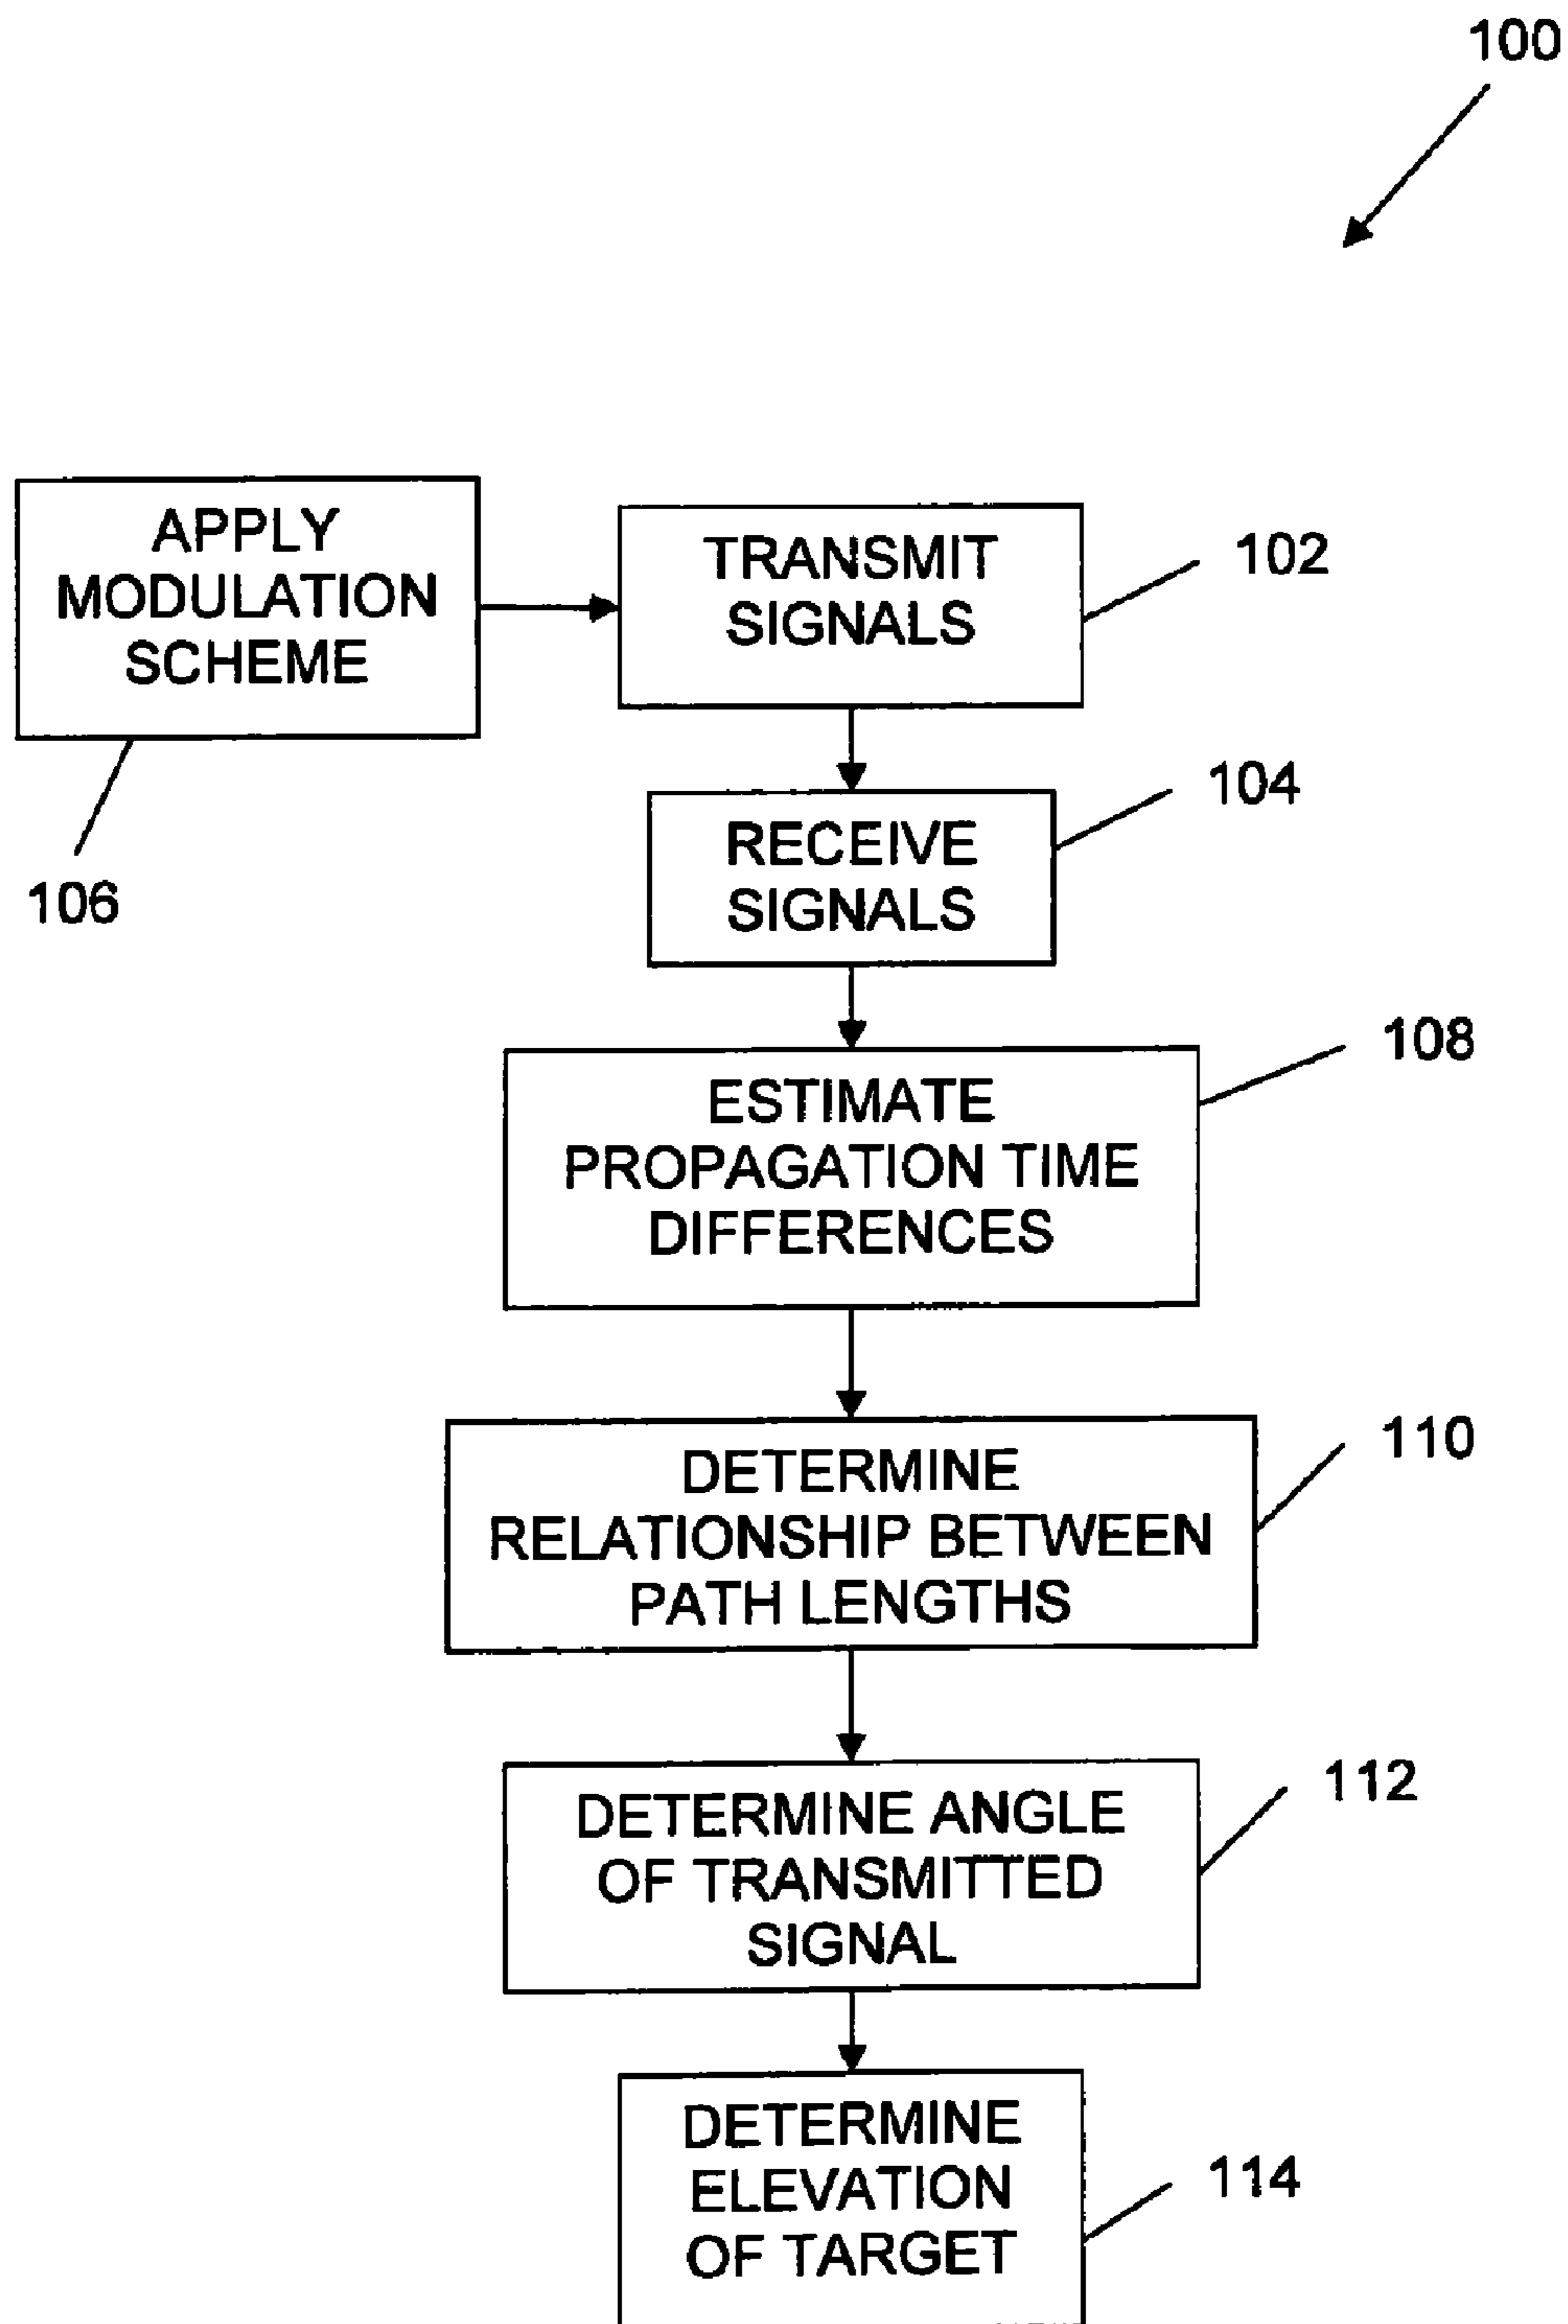 100
APPLY
MODULATION
SCHEME
106
TRANSMIT
SIGNALS
102
RECEIVE
SIGNALS
104
ESTIMATE
PROPAGATION TIME
DIFFERENCES
108
DETERMINE
RELATIONSHIP BETWEEN
PATH LENGTHS
110
DETERMINE ANGLE
OF TRANSMITTED
SIGNAL
112
DETERMINE
ELEVATION
OF TARGET
114